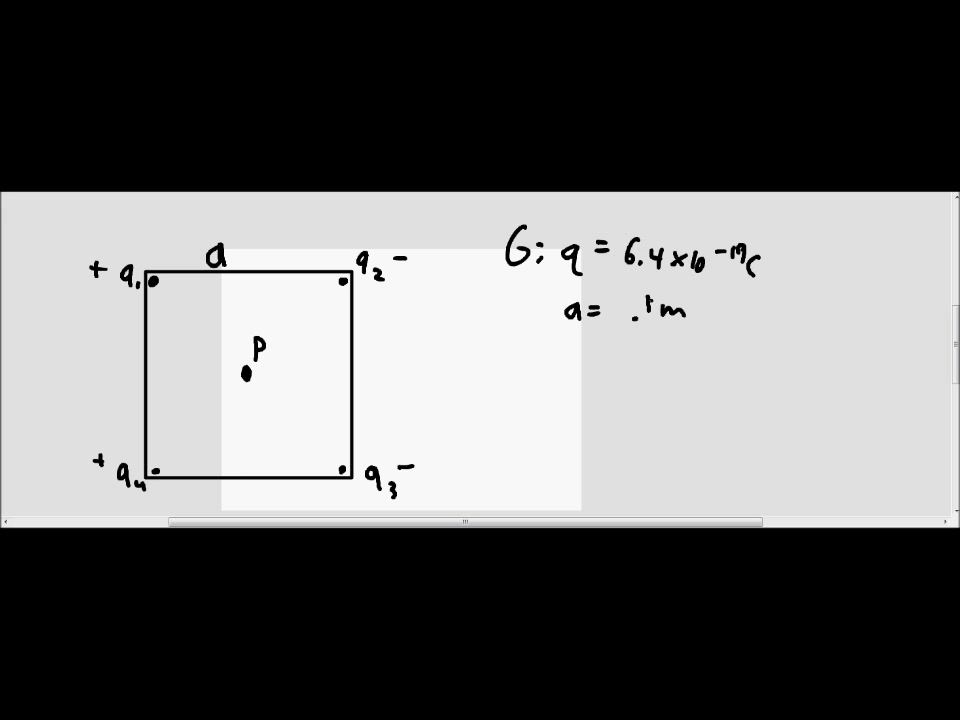 a
+ q₁
q₂ -
P
+ q₄
q₃ -
G: q = 6.4 x 10⁻¹⁹ C
a = .1 m